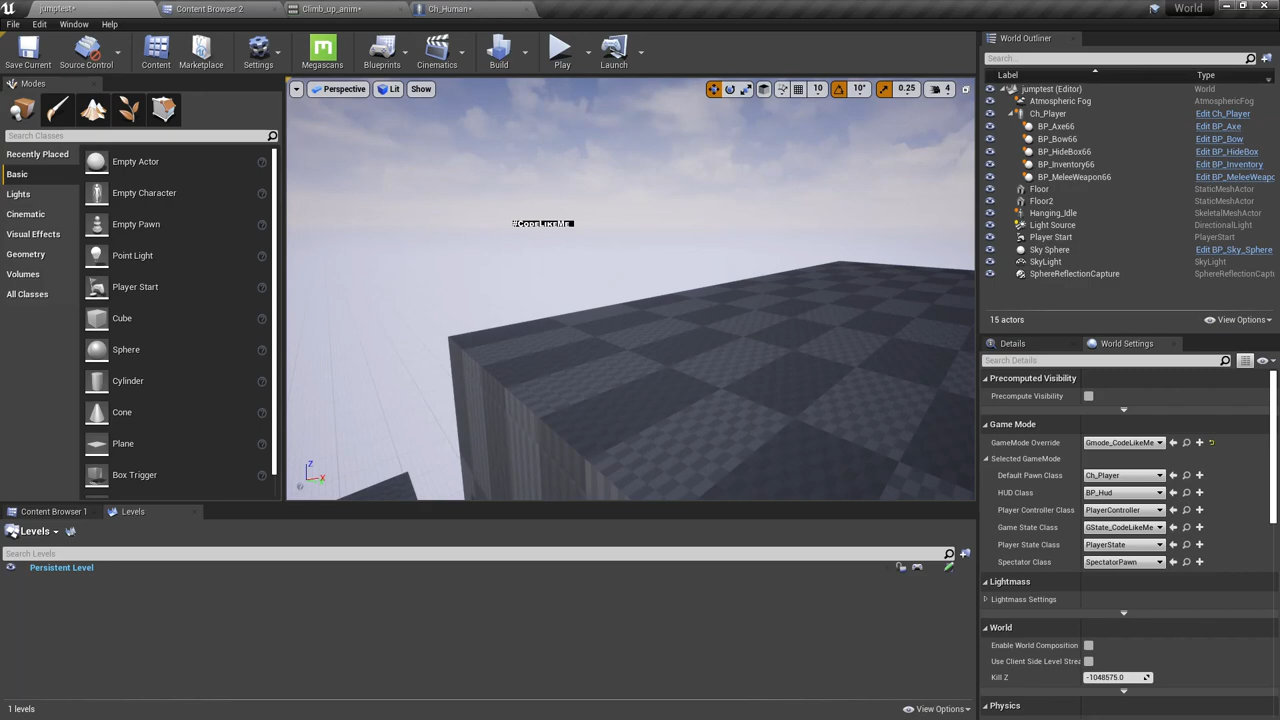 jumptest*
Content Browser 2
Climb_up_anim*
Ch_Human*
World
File Edit Window Help
Save Current
Source Control
Content
Marketplace
Settings
Megascans
Blueprints
Cinematics
Build
Play
Launch
Modes
Search Classes
Recently Placed
Basic
Lights
Cinematic
Visual Effects
Geometry
Volumes
All Classes
Empty Actor
Empty Character
Empty Pawn
Point Light
Player Start
Cube
Sphere
Cylinder
Cone
Plane
Box Trigger
Perspective Lit Show
10 10° 0.25 4
#CodeLikeMe
Z
X
World Outliner
Search...
Label Type
jumptest (Editor) World
Atmospheric Fog AtmosphericFog
Ch_Player Edit Ch_Player
BP_Axe66 Edit BP_Axe
BP_Bow66 Edit BP_Bow
BP_HideBox66 Edit BP_HideBox
BP_Inventory66 Edit BP_Inventory
BP_MeleeWeapon66 Edit BP_MeleeWeapo
Floor StaticMeshActor
Floor2 StaticMeshActor
Hanging_Idle SkeletalMeshActor
Light Source DirectionalLight
Player Start PlayerStart
Sky Sphere Edit BP_Sky_Sphere
SkyLight SkyLight
SphereReflectionCapture SphereReflectionCaptu
15 actors View Options
Details World Settings
Search Details
Precomputed Visibility
Precompute Visibility
Game Mode
GameMode Override Gmode_CodeLikeMe
Selected GameMode
Default Pawn Class Ch_Player
HUD Class BP_Hud
Player Controller Class PlayerController
Game State Class GState_CodeLikeMe
Player State Class PlayerState
Spectator Class SpectatorPawn
Lightmass
Lightmass Settings
World
Enable World Composition
Use Client Side Level Strea
Kill Z -1048575.0
Physics
Content Browser 1 Levels
Levels
Search Levels
Persistent Level
1 levels View Options